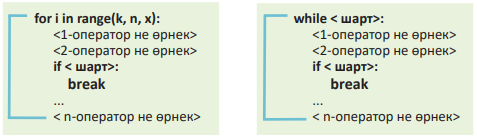 for i in range(k, n, x):
<1-оператор не өрнек>
<2-оператор не өрнек>
if < шарт>:
break
...
< n-оператор не өрнек>
while < шарт>:
<1-оператор не өрнек>
<2-оператор не өрнек>
if < шарт>:
break
...
< n-оператор не өрнек>